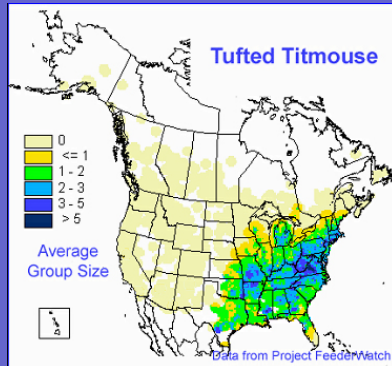 Tufted Titmouse
0
<= 1
1 - 2
2 - 3
3 - 5
> 5
Average
Group Size
Data from Project FeederWatch